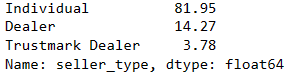 Individual          81.95
Dealer              14.27
Trustmark Dealer     3.78
Name: seller_type, dtype: float64